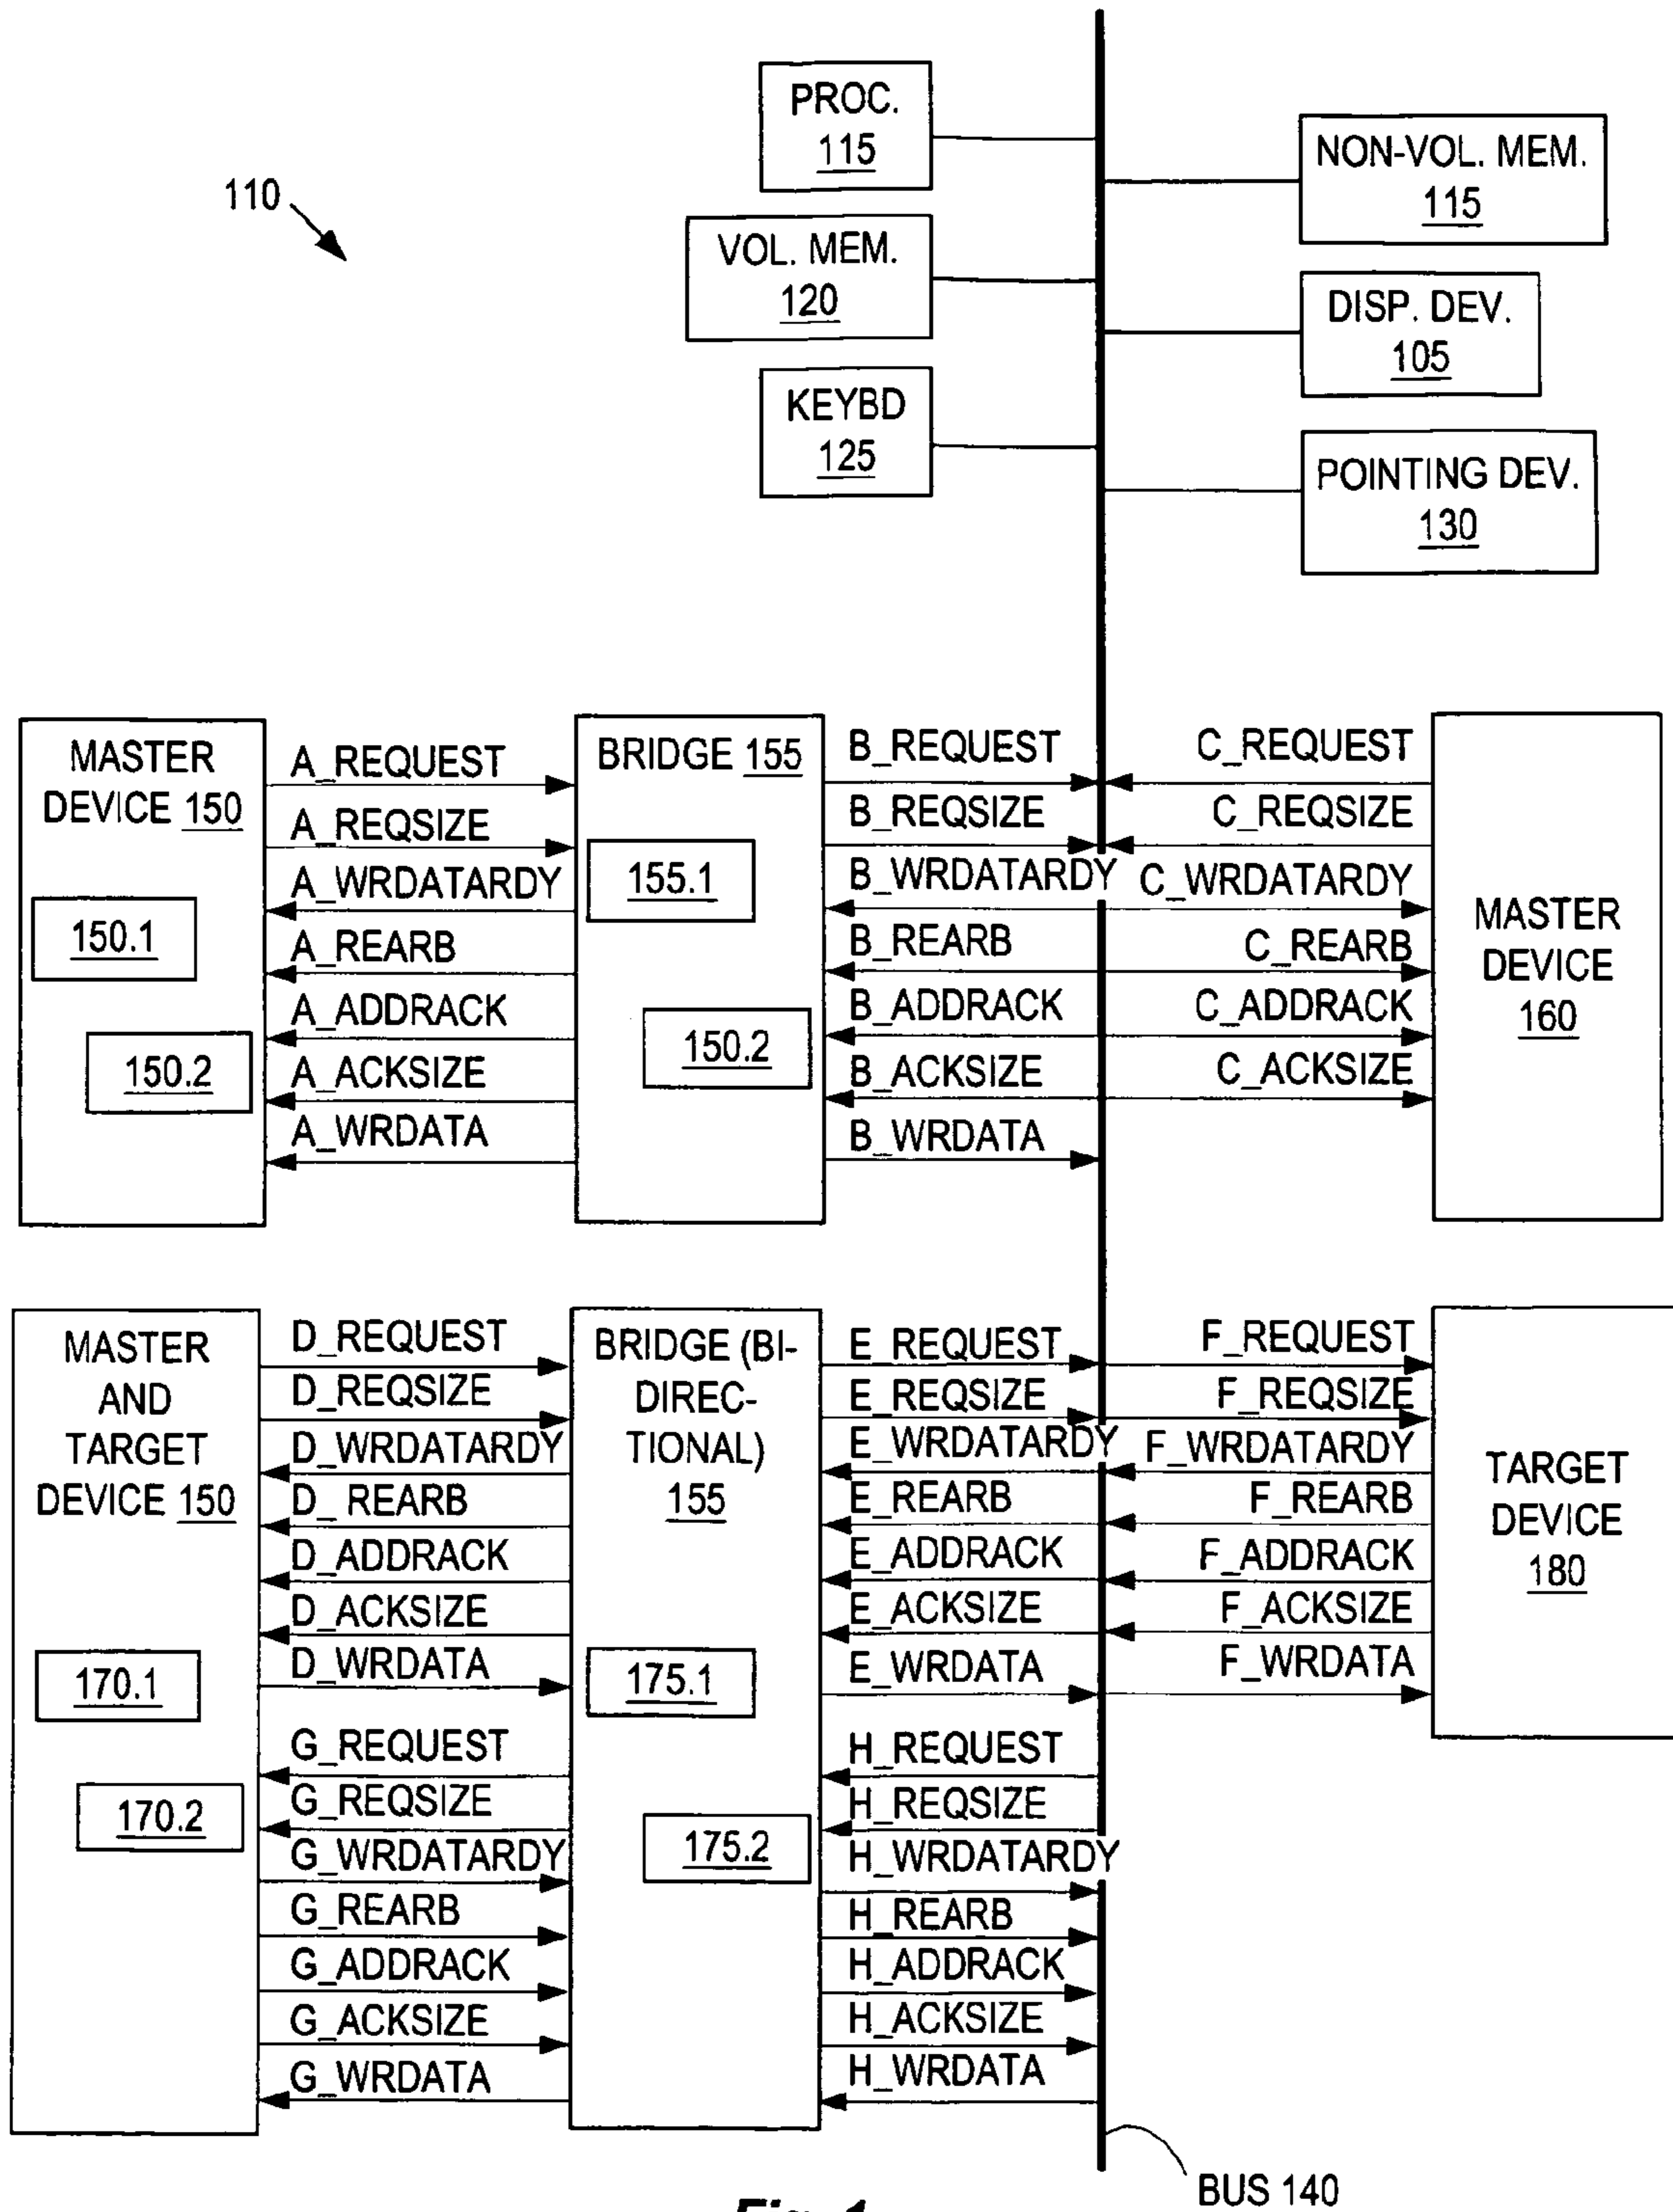 110
PROC.
115
VOL. MEM.
120
KEYBD
125
NON-VOL. MEM.
115
DISP. DEV.
105
POINTING DEV.
130
MASTER
DEVICE 150
150.1
150.2
A_REQUEST
A_REQSIZE
A_WRDATARDY
A_REARB
A_ADDRACK
A_ACKSIZE
A_WRDATA
BRIDGE 155
155.1
150.2
B_REQUEST
B_REQSIZE
B_WRDATARDY
B_REARB
B_ADDRACK
B_ACKSIZE
B_WRDATA
C_REQUEST
C_REQSIZE
C_WRDATARDY
C_REARB
C_ADDRACK
C_ACKSIZE
MASTER
DEVICE
160
MASTER
AND
TARGET
DEVICE 150
170.1
170.2
D_REQUEST
D_REQSIZE
D_WRDATARDY
D_ REARB
D_ADDRACK
D_ACKSIZE
D_WRDATA
G_REQUEST
G_REQSIZE
G_WRDATARDY
G_REARB
G_ADDRACK
G_ACKSIZE
G_WRDATA
BRIDGE (BI-
DIREC-
TIONAL)
155
175.1
175.2
E_REQUEST
E_REQSIZE
E_WRDATARDY
E_REARB
E_ADDRACK
E_ACKSIZE
E_WRDATA
H_REQUEST
H_REQSIZE
H_WRDATARDY
H_REARB
H_ADDRACK
H_ACKSIZE
H_WRDATA
F_REQUEST
F_REQSIZE
F_WRDATARDY
F_REARB
F_ADDRACK
F_ACKSIZE
F_WRDATA
TARGET
DEVICE
180
BUS 140
Fig. 1